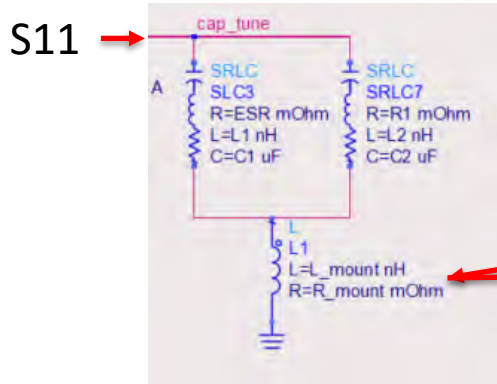 S11
cap_tune
A
SRLC
SLC3
R=ESR mOhm
L=L1 nH
C=C1 uF
SRLC
SRLC7
R=R1 mOhm
L=L2 nH
C=C2 uF
L
L1
L=L_mount nH
R=R_mount mOhm